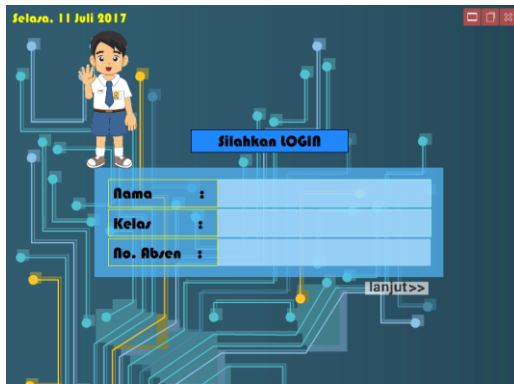 Selasa, 11 Juli 2017
Silahkan LOGIN
Nama :
Kelas :
No. Absen :
lanjut>>